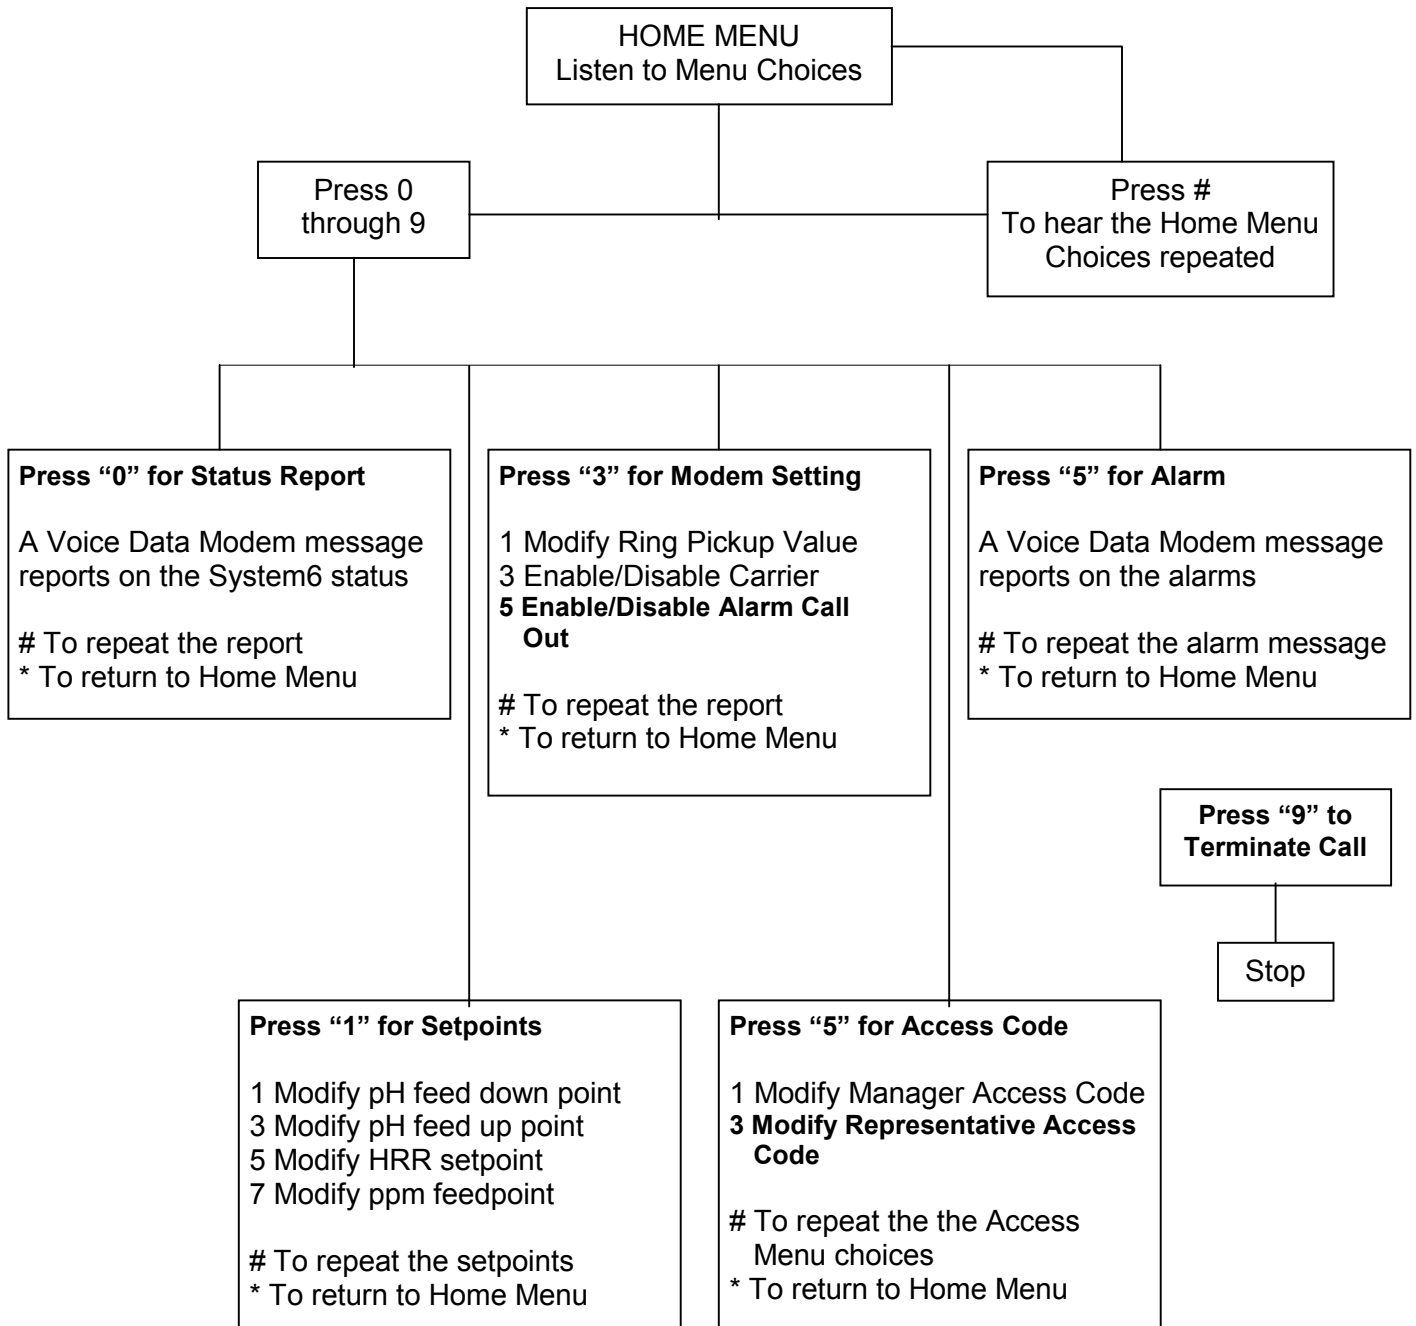 HOME MENU
Listen to Menu Choices
Press 0
through 9
Press #
To hear the Home Menu
Choices repeated
Press “0” for Status Report
A Voice Data Modem message
reports on the System6 status
# To repeat the report
* To return to Home Menu
Press “3” for Modem Setting
1 Modify Ring Pickup Value
3 Enable/Disable Carrier
5 Enable/Disable Alarm Call
Out
# To repeat the report
* To return to Home Menu
Press “5” for Alarm
A Voice Data Modem message
reports on the alarms
# To repeat the alarm message
* To return to Home Menu
Press “9” to
Terminate Call
Stop
Press “1” for Setpoints
1 Modify pH feed down point
3 Modify pH feed up point
5 Modify HRR setpoint
7 Modify ppm feedpoint
# To repeat the setpoints
* To return to Home Menu
Press “5” for Access Code
1 Modify Manager Access Code
3 Modify Representative Access
Code
# To repeat the the Access
Menu choices
* To return to Home Menu